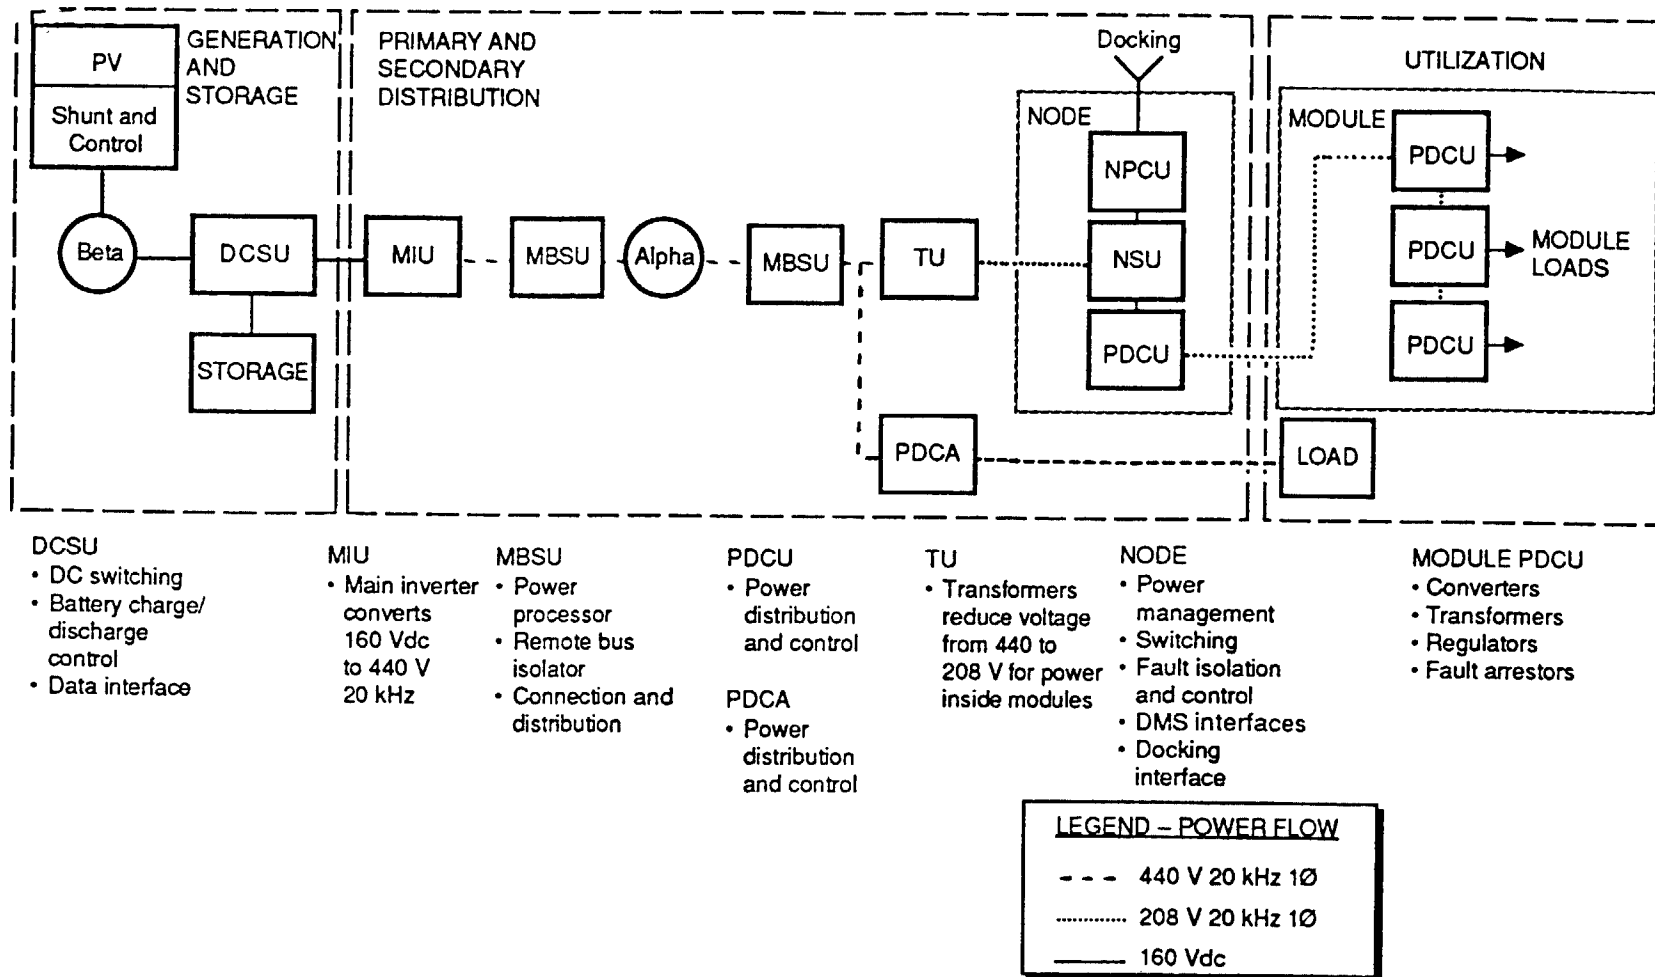 GENERATION
AND
STORAGE
PV
Shunt and
Control
Beta
DCSU
STORAGE
PRIMARY AND
SECONDARY
DISTRIBUTION
MIU
MBSU
Alpha
MBSU
TU
PDCA
Docking
NODE
NPCU
NSU
PDCU
UTILIZATION
MODULE
PDCU
PDCU
PDCU
MODULE
LOADS
LOAD
DCSU
• DC switching
• Battery charge/
discharge
control
• Data interface
MIU
• Main inverter
converts
160 Vdc
to 440 V
20 kHz
MBSU
• Power
processor
• Remote bus
isolator
• Connection and
distribution
PDCU
• Power
distribution
and control
PDCA
• Power
distribution
and control
TU
• Transformers
reduce voltage
from 440 to
208 V for power
inside modules
NODE
• Power
management
• Switching
• Fault isolation
and control
• DMS interfaces
• Docking
interface
MODULE PDCU
• Converters
• Transformers
• Regulators
• Fault arrestors
LEGEND – POWER FLOW
440 V 20 kHz 1Ø
208 V 20 kHz 1Ø
160 Vdc